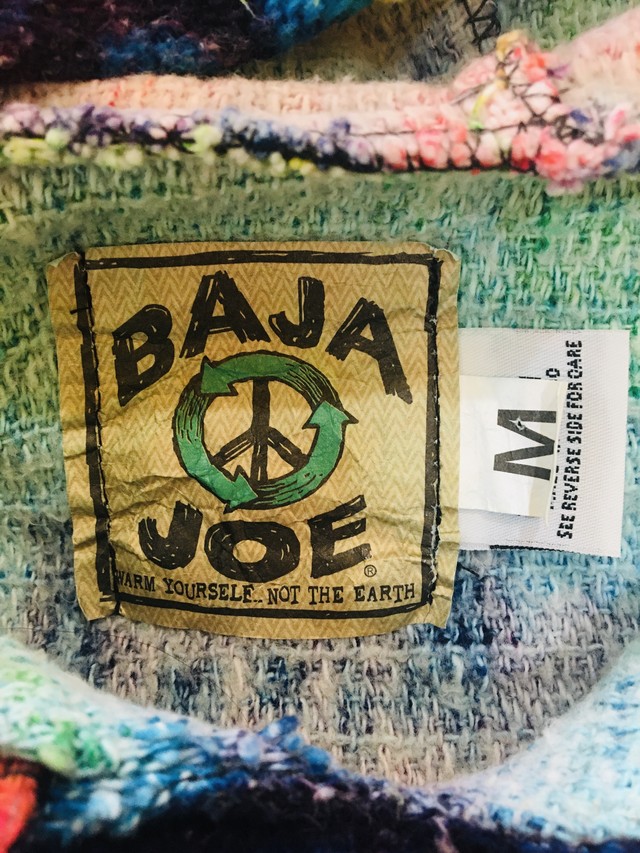 BAJA
JOE®
WARM YOURSELF.. NOT THE EARTH
M
SEE REVERSE SIDE FOR CARE